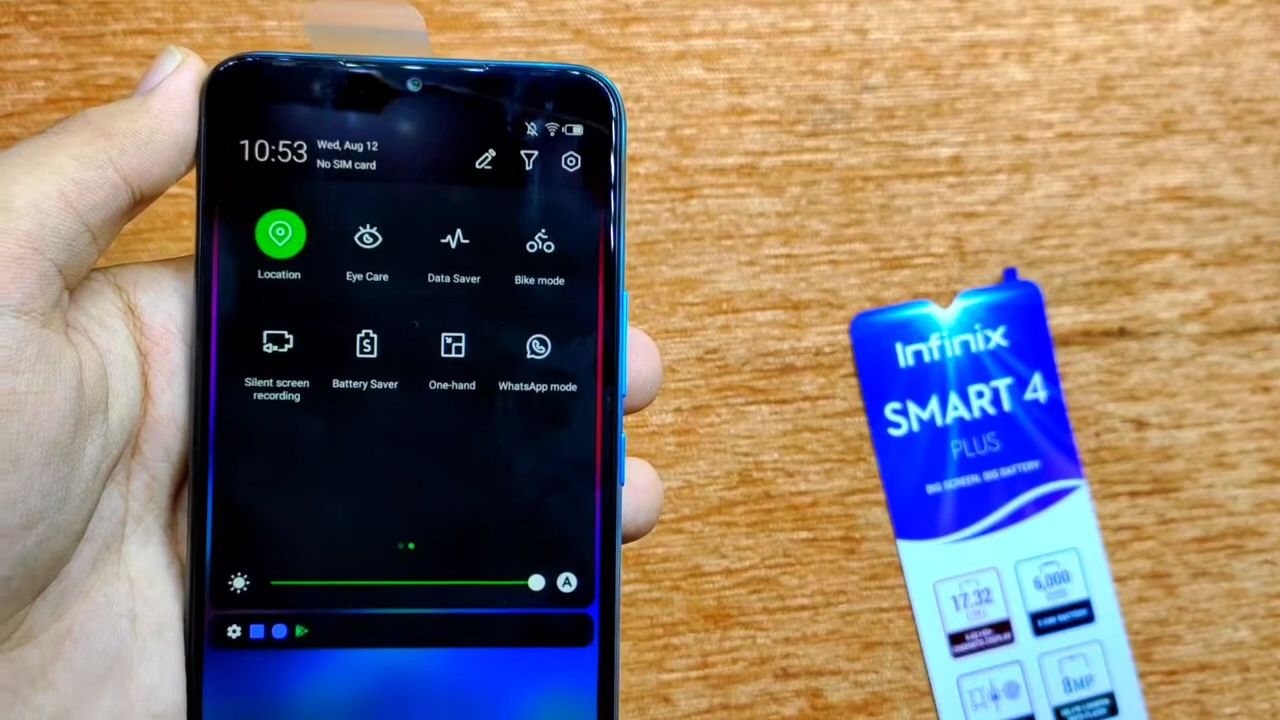 10:53
Wed, Aug 12
No SIM card
Location
Eye Care
Data Saver
Bike mode
Silent screen
recording
Battery Saver
One-hand
WhatsApp mode
A
Infinix
SMART 4
PLUS
BIG SCREEN. BIG BATTERY
17.32
6,000
8MP